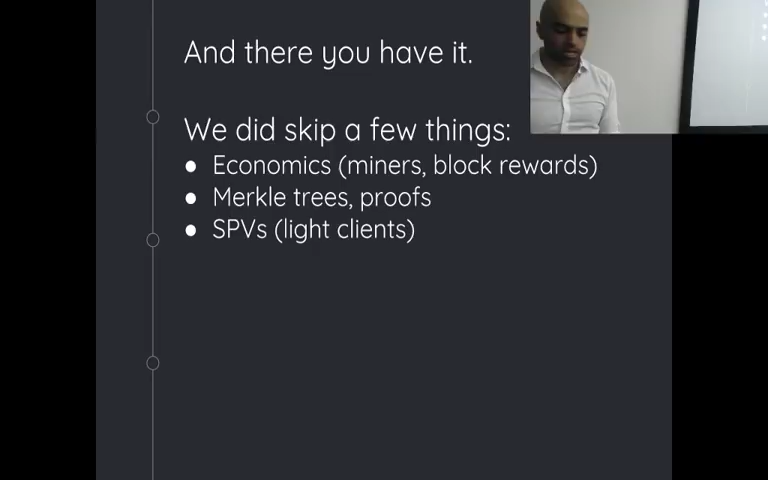 And there you have it.
We did skip a few things:
● Economics (miners, block rewards)
● Merkle trees, proofs
● SPVs (light clients)